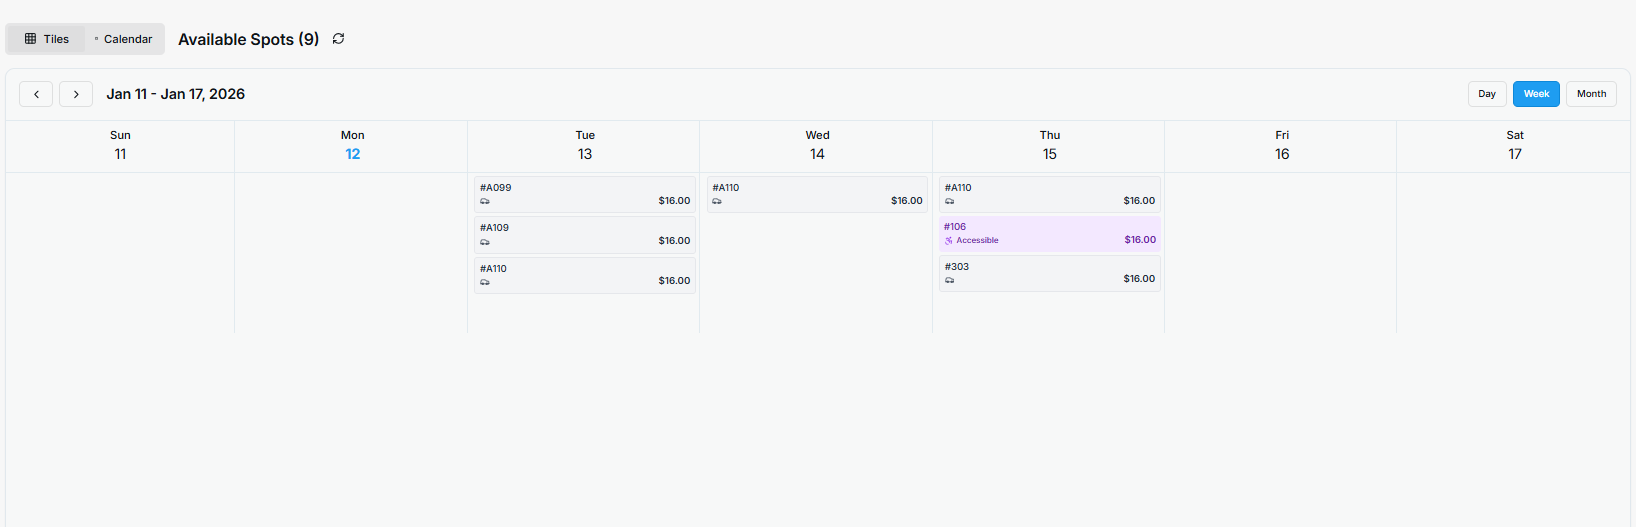 Tiles Calendar Available Spots (9)
Jan 11 - Jan 17, 2026 Day Week Month
Sun Mon Tue Wed Thu Fri Sat
11 12 13 14 15 16 17
#A099
$16.00
#A109
$16.00
#A110
$16.00
#A110
$16.00
#A110
$16.00
#106
Accessible $16.00
#303
$16.00